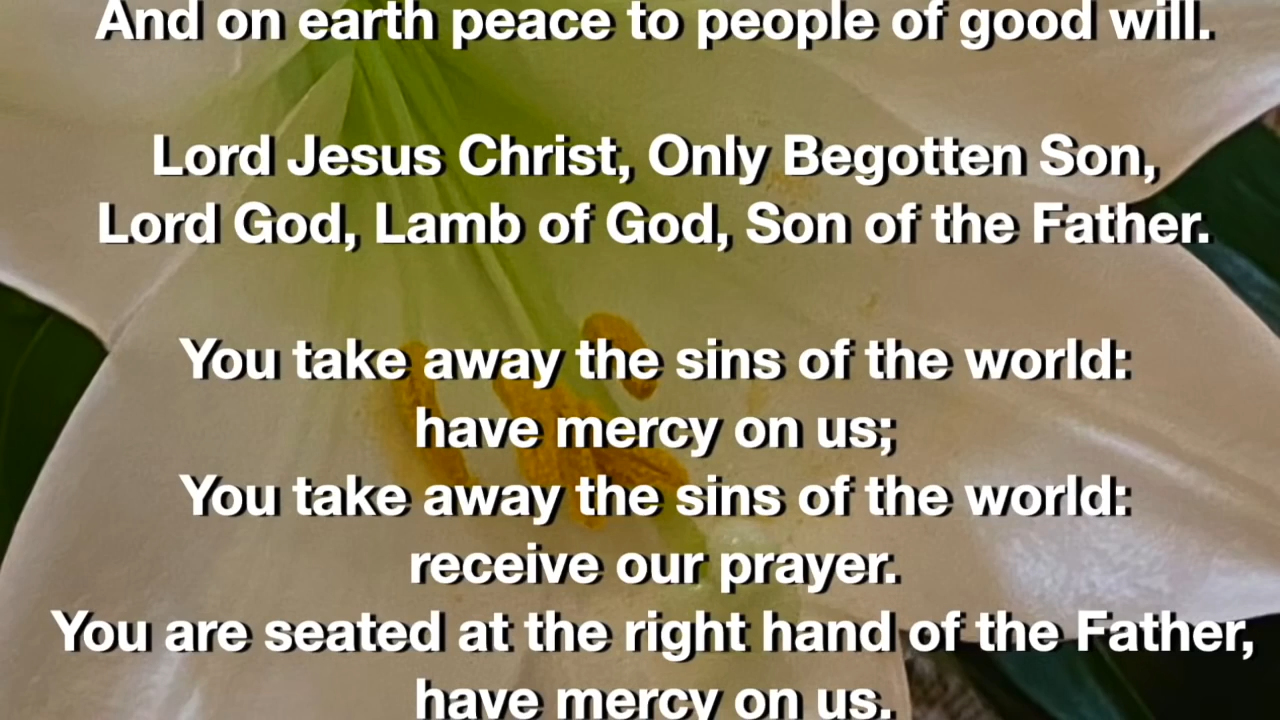 And on earth peace to people of good will.
Lord Jesus Christ, Only Begotten Son,
Lord God, Lamb of God, Son of the Father.
You take away the sins of the world:
have mercy on us;
You take away the sins of the world:
receive our prayer.
You are seated at the right hand of the Father,
have mercy on us.